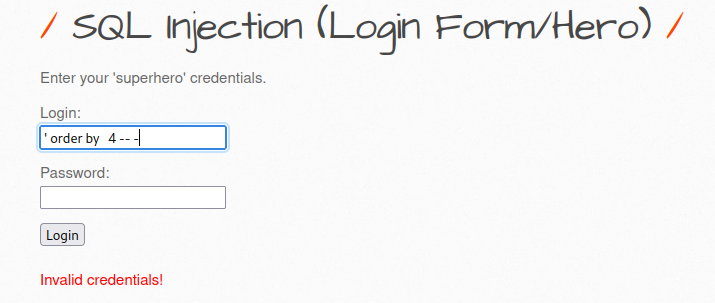 / SQL Injection (Login Form/Hero) /
Enter your 'superhero' credentials.
Login:
' order by  4 -- -
Password:
Login
Invalid credentials!